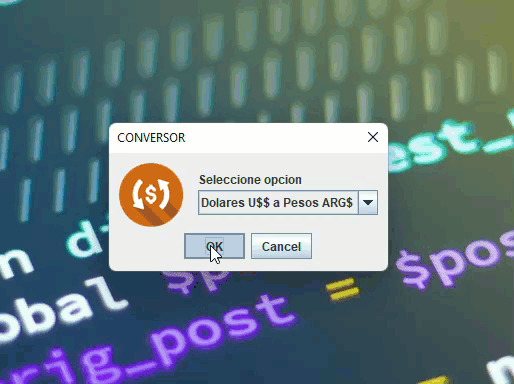 CONVERSOR
Seleccione opcion
Dolares U$$ a Pesos ARG$
OK
Cancel
est_
n d
obal $p $pos
rig_post =
=